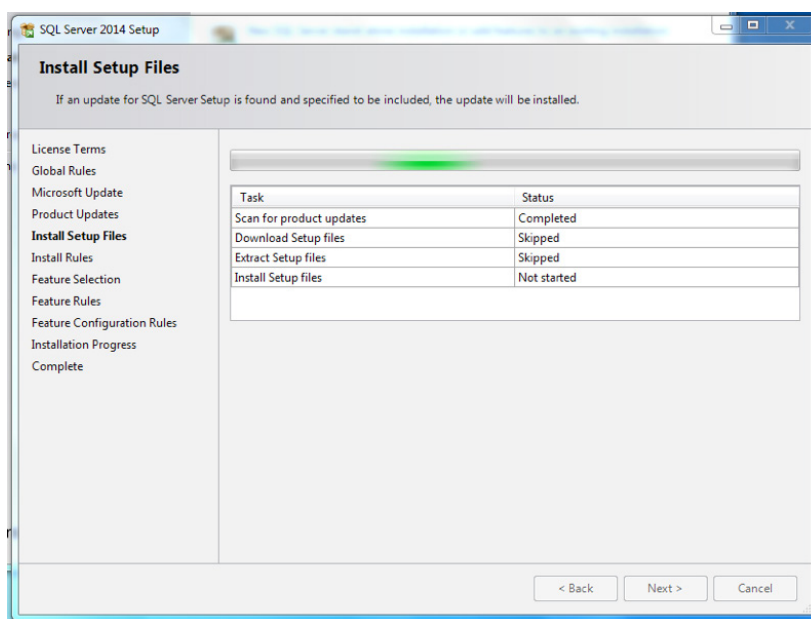 SQL Server 2014 Setup
Install Setup Files
If an update for SQL Server Setup is found and specified to be included, the update will be installed.
License Terms
Global Rules
Microsoft Update
Product Updates
Install Setup Files
Install Rules
Feature Selection
Feature Rules
Feature Configuration Rules
Installation Progress
Complete
Task Status
Scan for product updates Completed
Download Setup files Skipped
Extract Setup files Skipped
Install Setup files Not started
< Back Next > Cancel